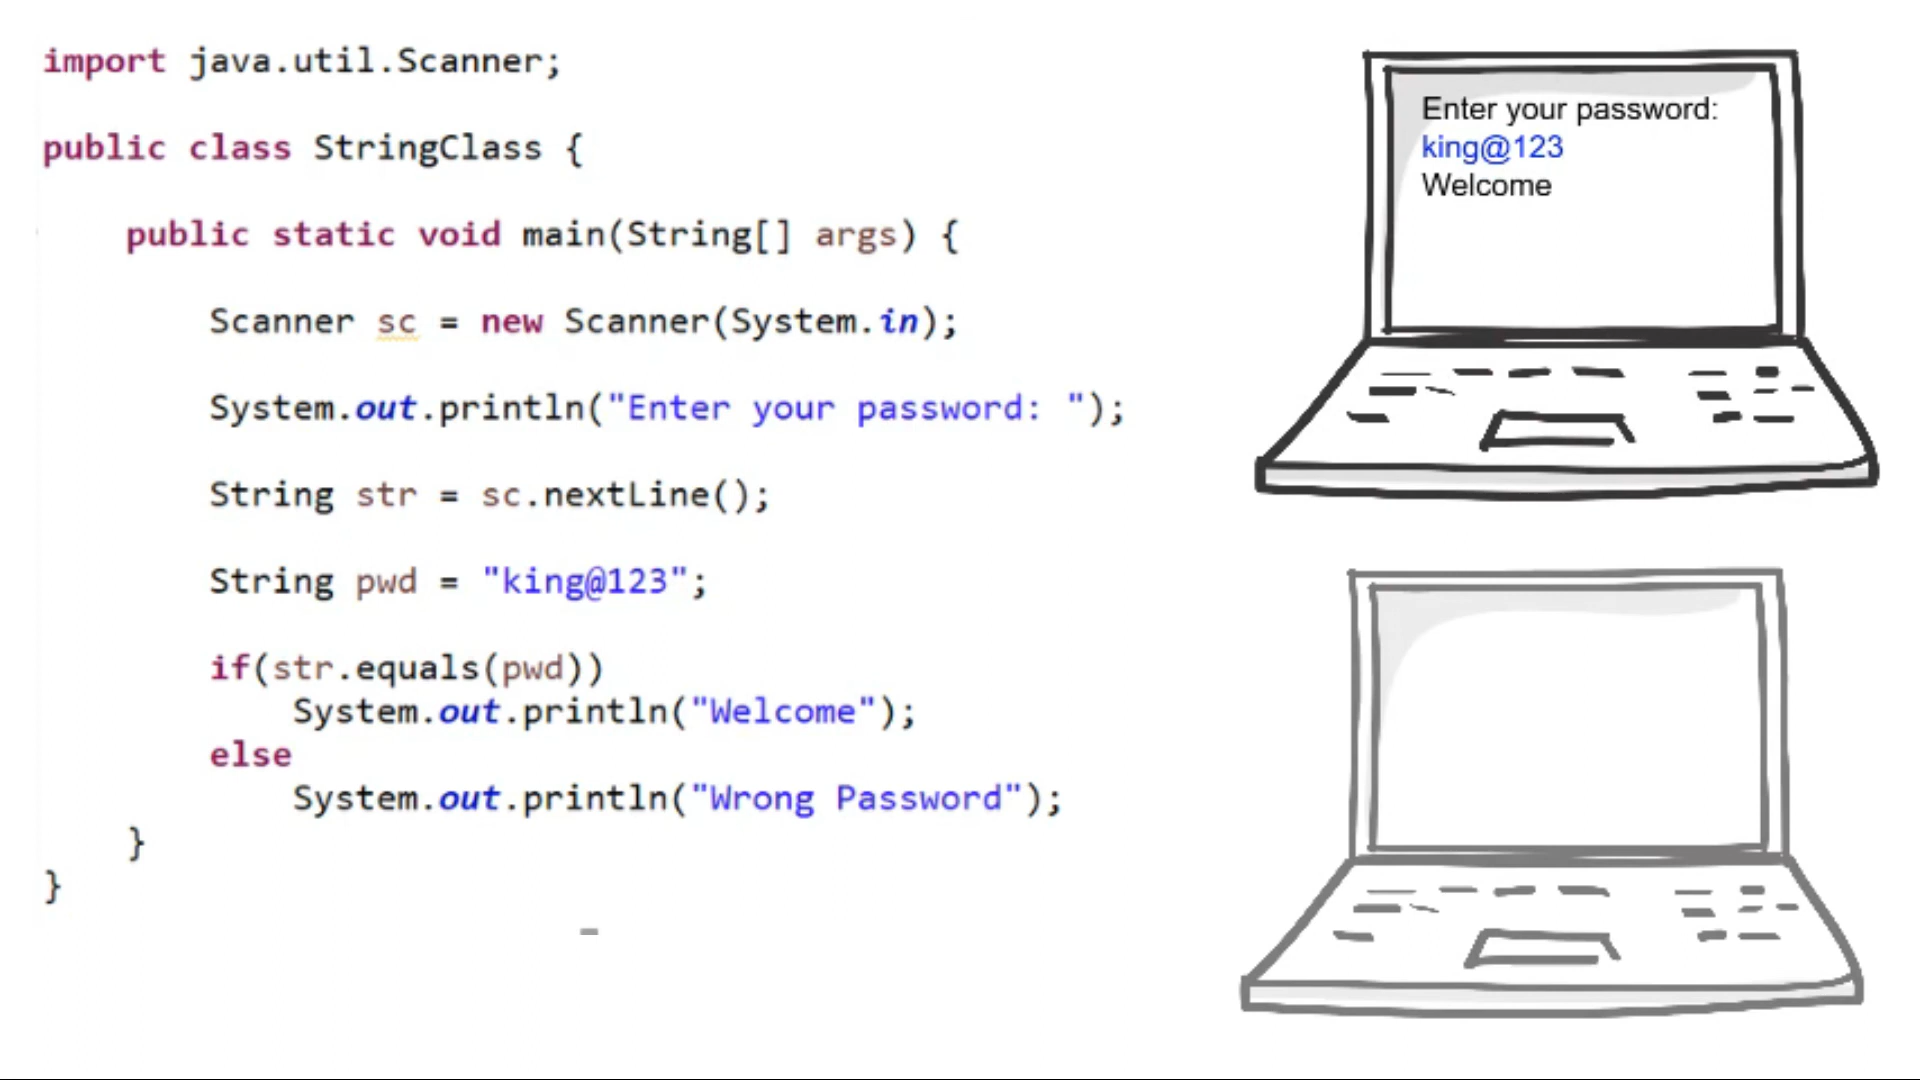 import java.util.Scanner;
public class StringClass {
public static void main(String[] args) {
Scanner sc = new Scanner(System.in);
System.out.println("Enter your password: ");
String str = sc.nextLine();
String pwd = "king@123";
if(str.equals(pwd))
System.out.println("Welcome");
else
System.out.println("Wrong Password");
}
}
Enter your password:
king@123
Welcome